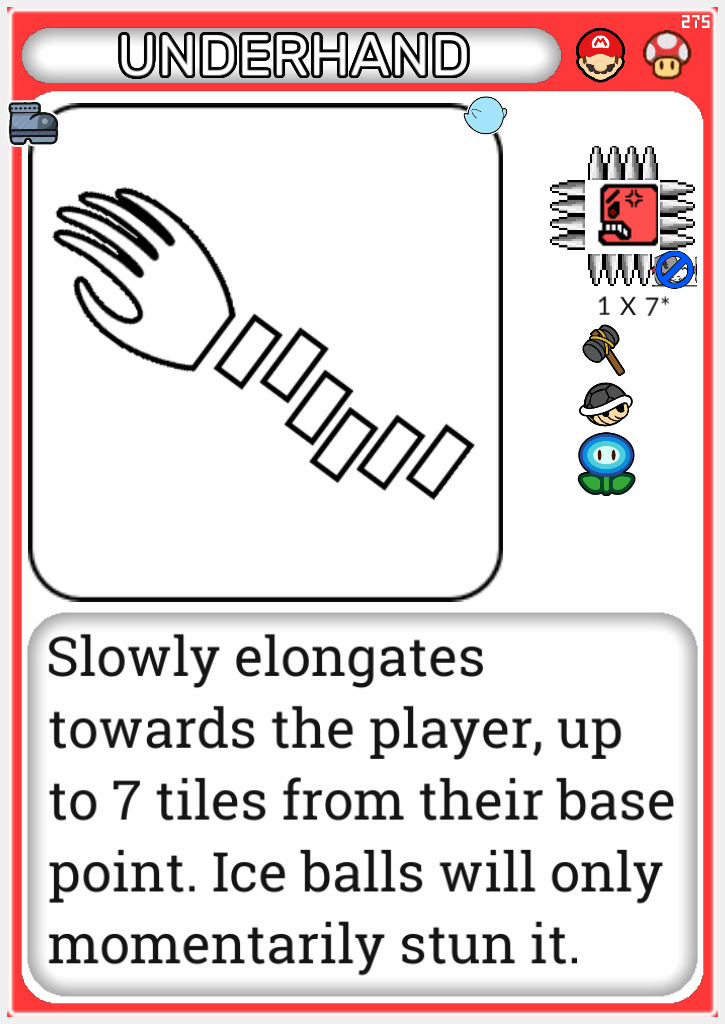 275
UNDERHAND
1 X 7*
Slowly elongates
towards the player, up
to 7 tiles from their base
point. Ice balls will only
momentarily stun it.